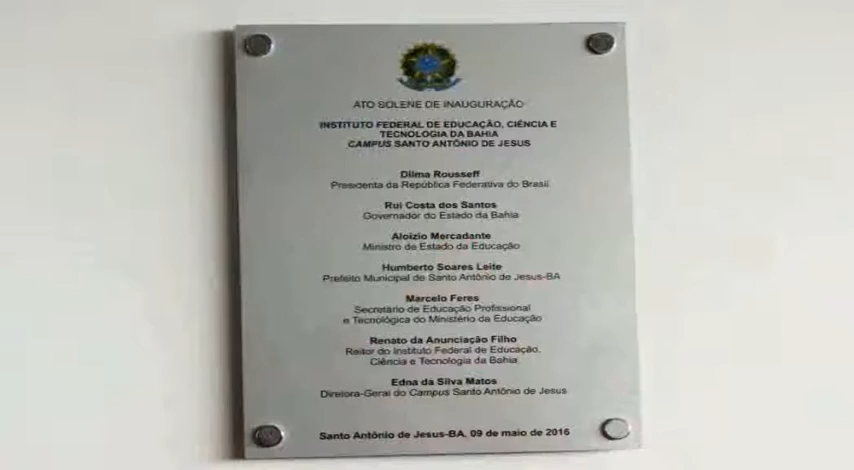 ATO SOLENE DE INAUGURAÇÃO
INSTITUTO FEDERAL DE EDUCAÇÃO, CIÊNCIA E
TECNOLOGIA DA BAHIA
CAMPUS SANTO ANTÔNIO DE JESUS
Dilma Rousseff
Presidenta da República Federativa do Brasil
Rui Costa dos Santos
Governador do Estado da Bahia
Aloizio Mercadante
Ministro de Estado da Educação
Humberto Soares Leite
Prefeito Municipal de Santo Antônio de Jesus-BA
Marcelo Feres
Secretário de Educação Profissional
e Tecnológica do Ministério da Educação
Renato da Anunciação Filho
Reitor do Instituto Federal de Educação,
Ciência e Tecnologia da Bahia
Edna da Silva Matos
Diretora-Geral do Campus Santo Antônio de Jesus
Santo Antônio de Jesus-BA, 09 de maio de 2016